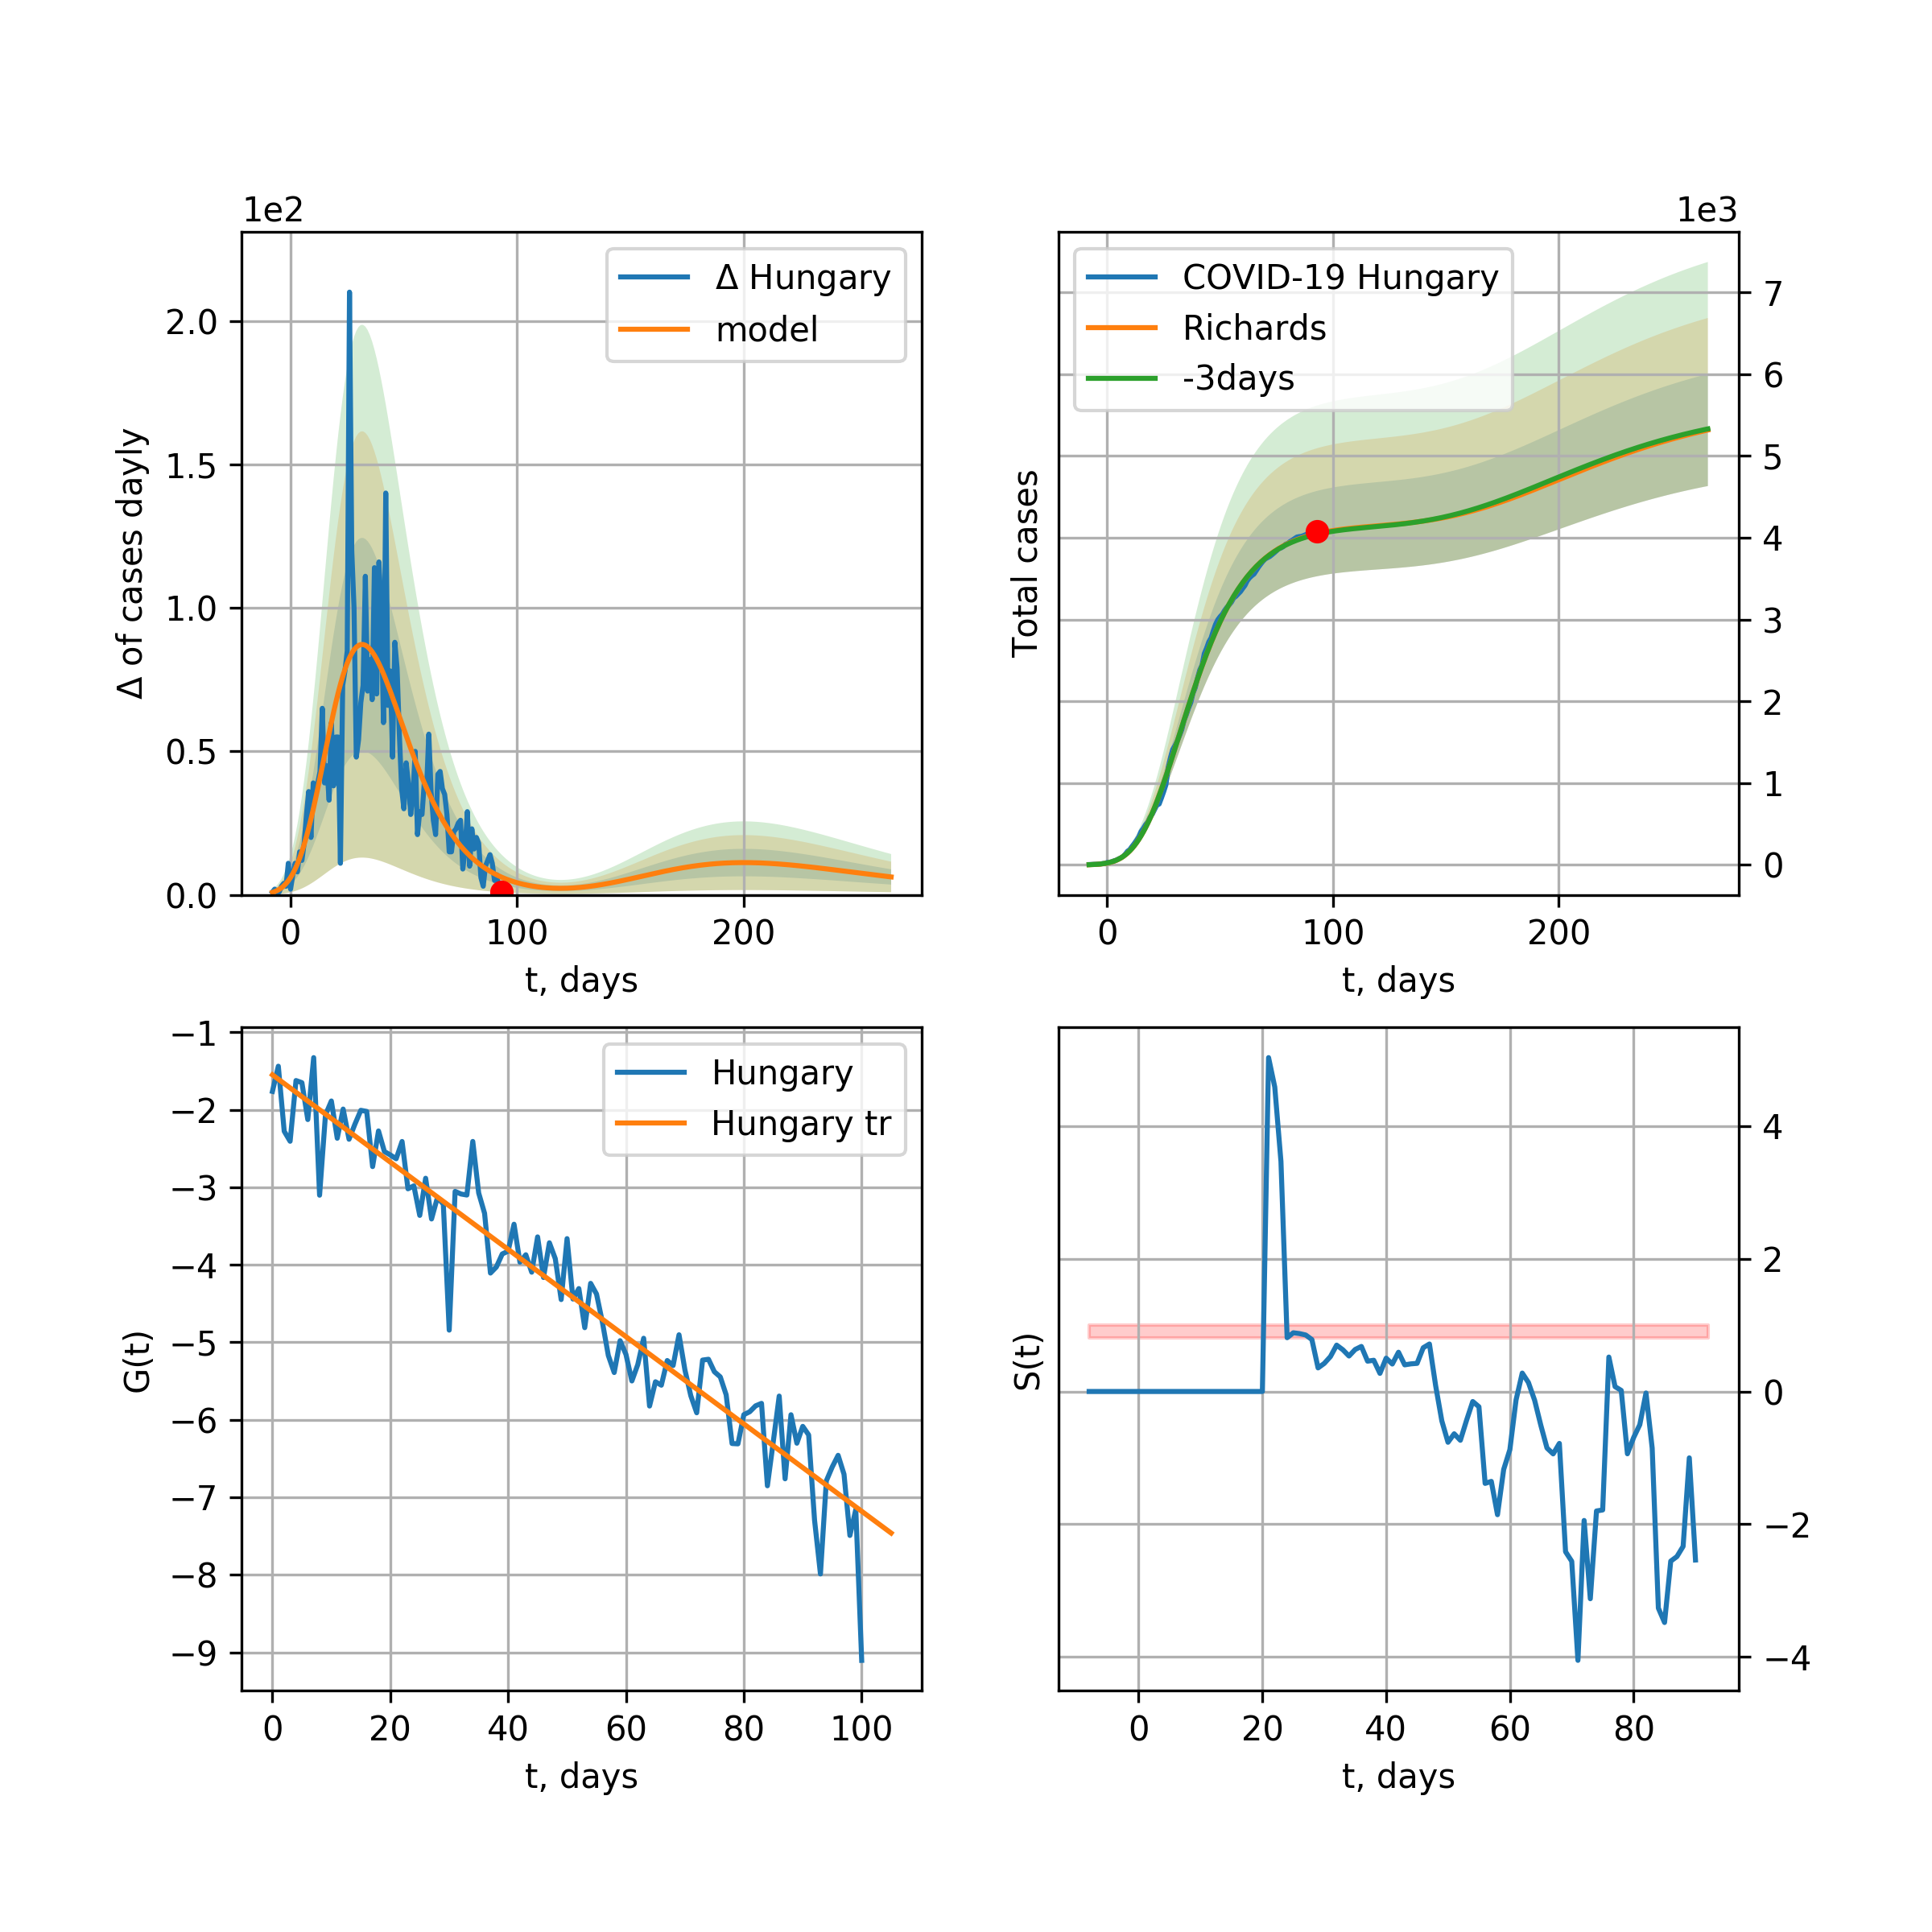 1e2
Δ Hungary
model
2.0
1.5
1.0
0.5
0.0
Δ of cases dayly
0 100 200
t, days
1e3
COVID-19 Hungary
Richards
-3days
7
6
5
4
3
2
1
0
Total cases
0 100 200
t, days
Hungary
Hungary tr
−1
−2
−3
−4
−5
−6
−7
−8
−9
G(t)
0 20 40 60 80 100
t, days
4
2
0
−2
−4
S(t)
0 20 40 60 80
t, days